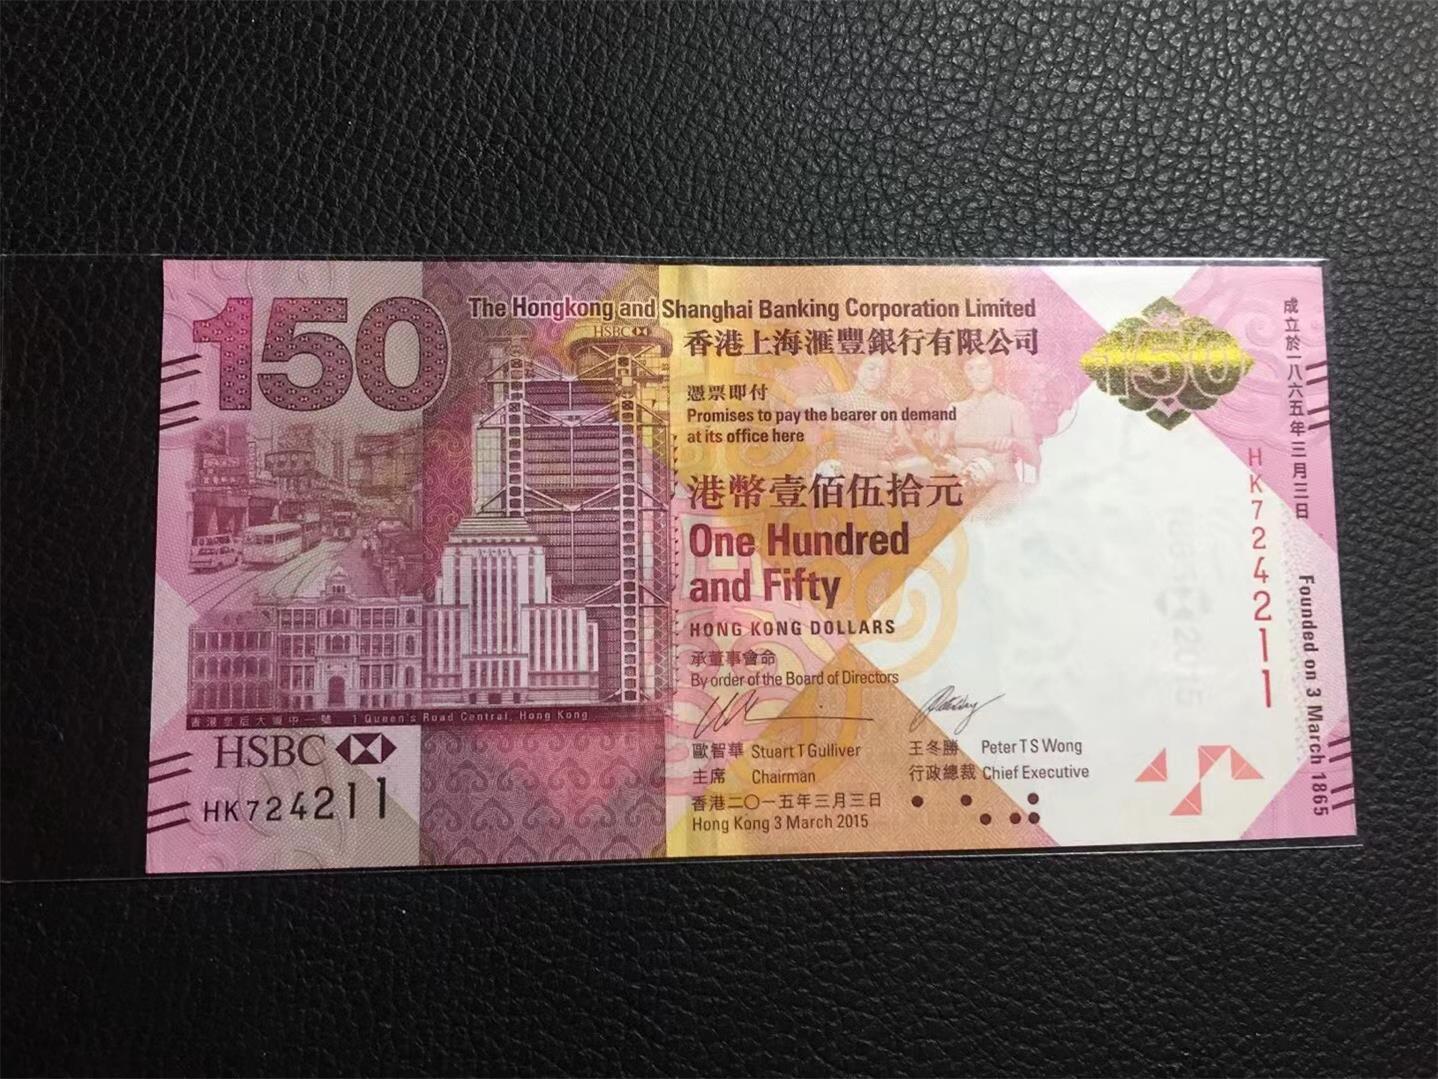 150
The Hongkong and Shanghai Banking Corporation Limited
HSBC
香港上海滙豐銀行有限公司
憑票即付
Promises to pay the bearer on demand
at its office here
港幣壹佰伍拾元
One Hundred
and Fifty
HONG KONG DOLLARS
承董事會命
By order of the Board of Directors
歐智華 Stuart T Gulliver
主席 Chairman
王冬勝 Peter T S Wong
行政總裁 Chief Executive
香港二〇一五年三月三日
Hong Kong 3 March 2015
香港皇后大道中一號 1 Queen's Road Central, Hong Kong
HSBC
HK724211
150
HK724211
成立於一八六五年三月三日
Founded on 3 March 1865